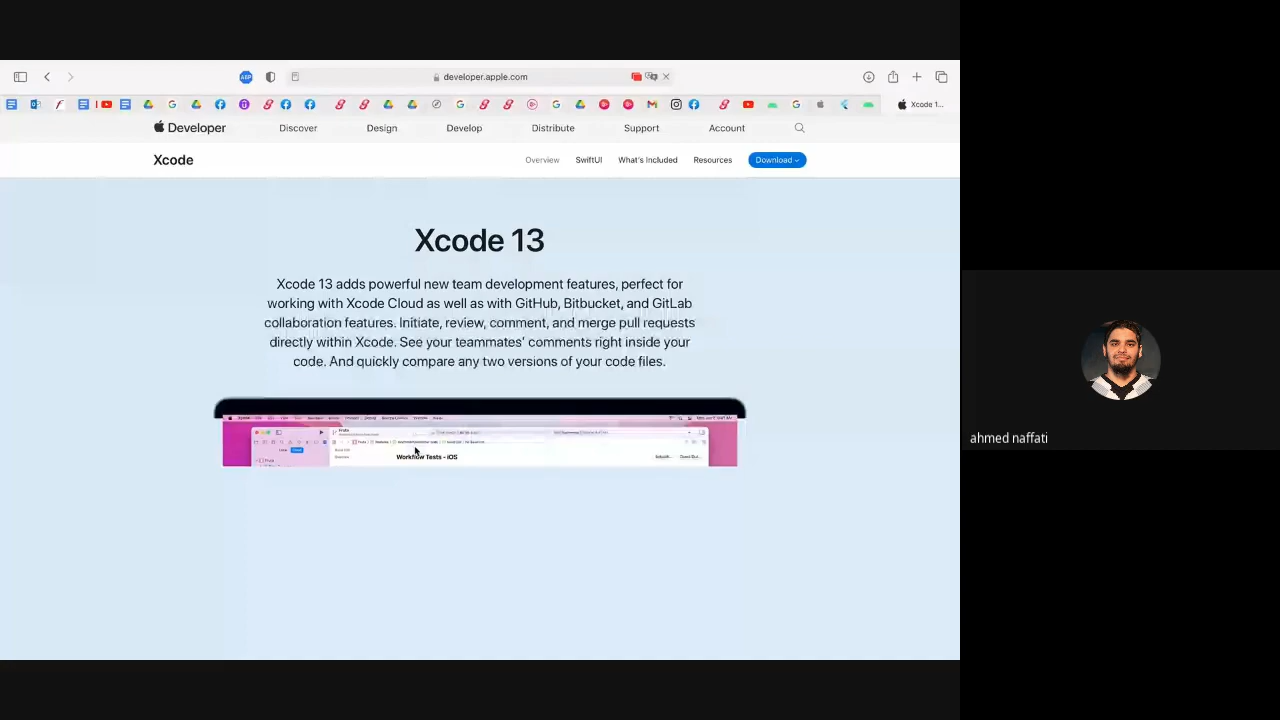 ABP
developer.apple.com
Xcode 1...
Developer
Discover
Design
Develop
Distribute
Support
Account
Xcode
Overview
SwiftUI
What's Included
Resources
Download
Xcode 13
Xcode 13 adds powerful new team development features, perfect for
working with Xcode Cloud as well as with GitHub, Bitbucket, and GitLab
collaboration features. Initiate, review, comment, and merge pull requests
directly within Xcode. See your teammates' comments right inside your
code. And quickly compare any two versions of your code files.
Workflow Tests - iOS
ahmed naffati